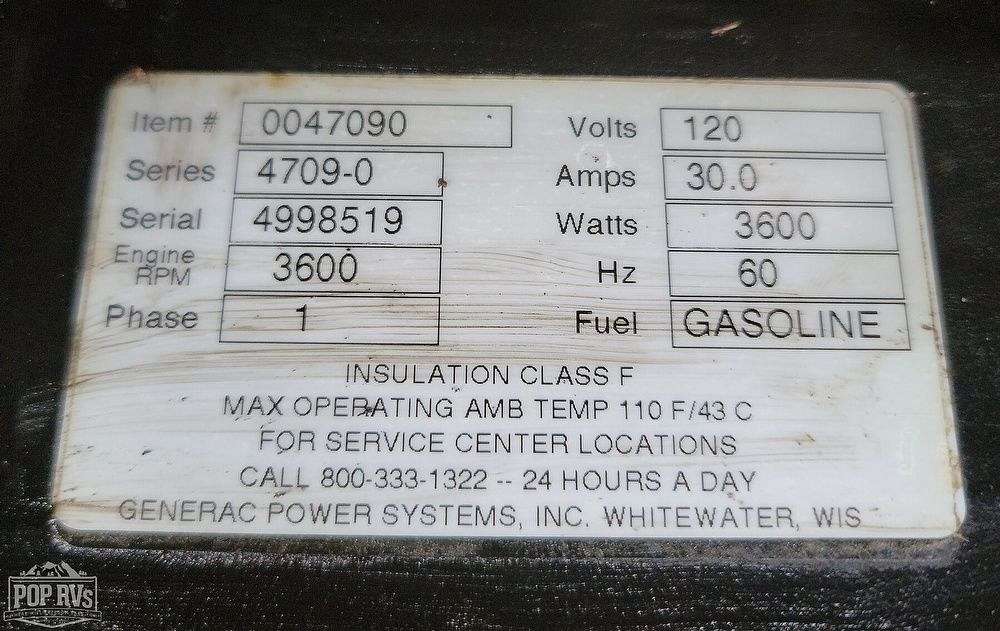 Item # 0047090 Volts 120
Series 4709-0 Amps 30.0
Serial 4998519 Watts 3600
Engine RPM 3600 Hz 60
Phase 1 Fuel GASOLINE
INSULATION CLASS F
MAX OPERATING AMB TEMP 110 F/43 C
FOR SERVICE CENTER LOCATIONS
CALL 800-333-1322 -- 24 HOURS A DAY
GENERAC POWER SYSTEMS, INC. WHITEWATER, WIS
POP RVs